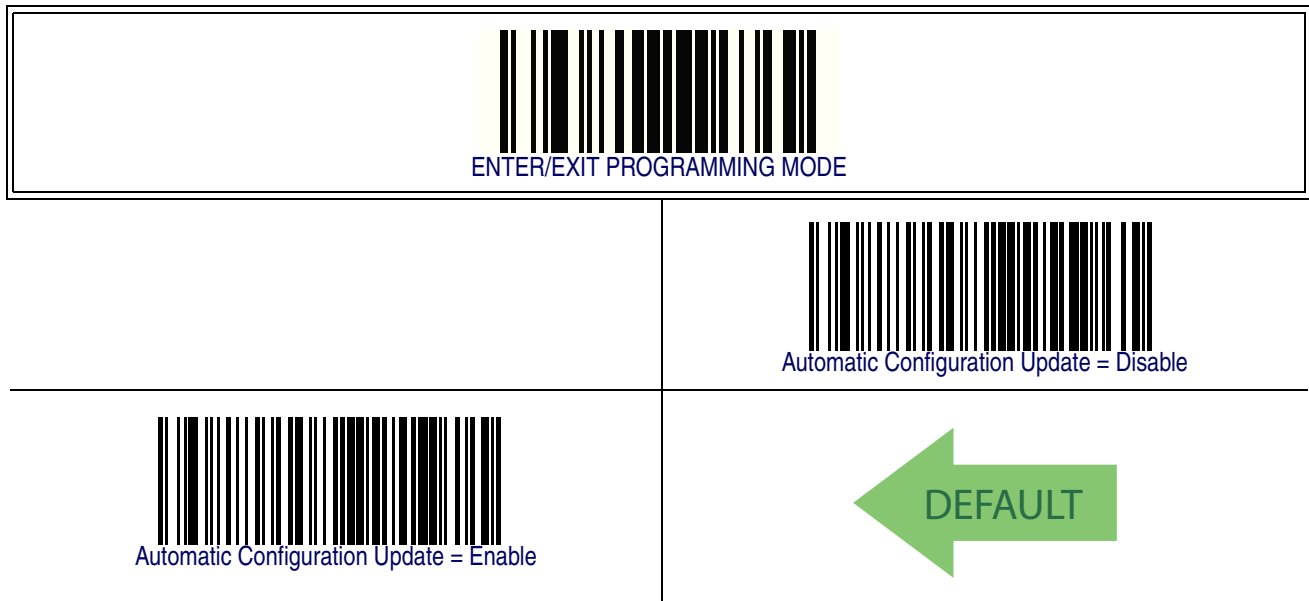 ENTER/EXIT PROGRAMMING MODE
Automatic Configuration Update = Disable
Automatic Configuration Update = Enable
DEFAULT